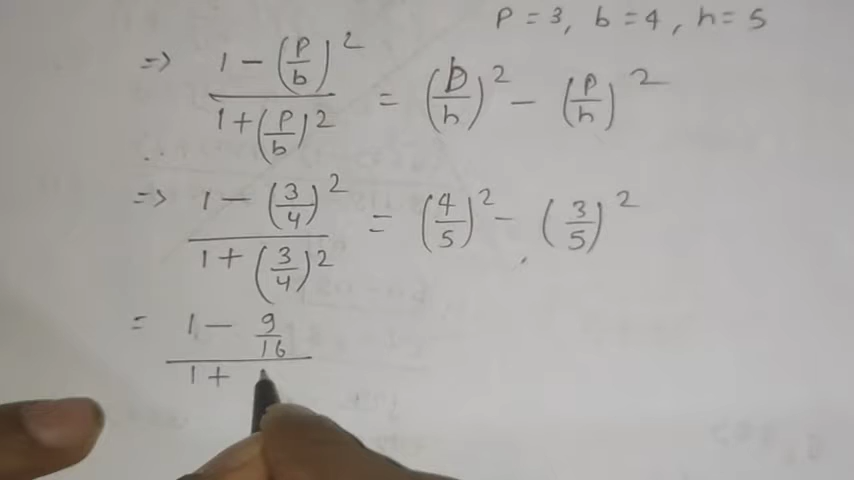 P = 3, b = 4, h = 5
=> (1 - (P/b)^2) / (1 + (P/b)^2) = (b/h)^2 - (P/h)^2
=> (1 - (3/4)^2) / (1 + (3/4)^2) = (4/5)^2 - (3/5)^2
= (1 - 9/16) / (1 +